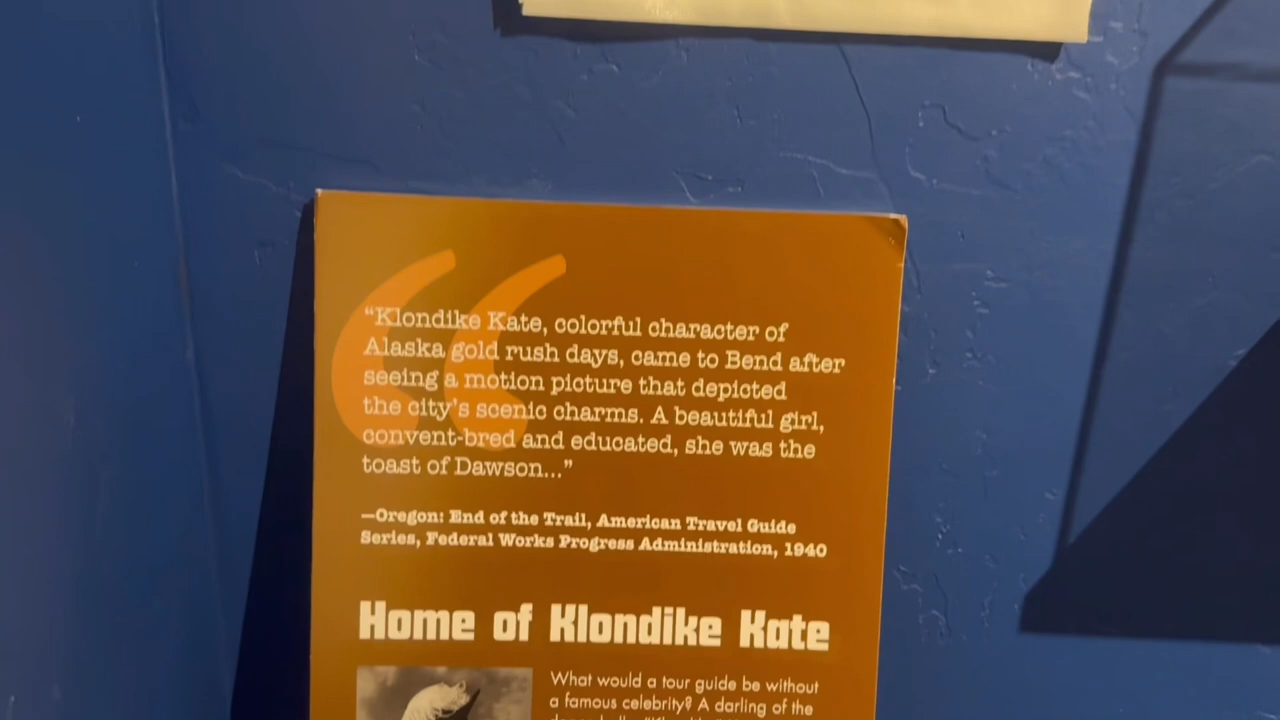 “Klondike Kate, colorful character of
Alaska gold rush days, came to Bend after
seeing a motion picture that depicted
the city’s scenic charms. A beautiful girl,
convent-bred and educated, she was the
toast of Dawson...”
—Oregon: End of the Trail, American Travel Guide
Series, Federal Works Progress Administration, 1940
Home of Klondike Kate
What would a tour guide be without
a famous celebrity? A darling of the